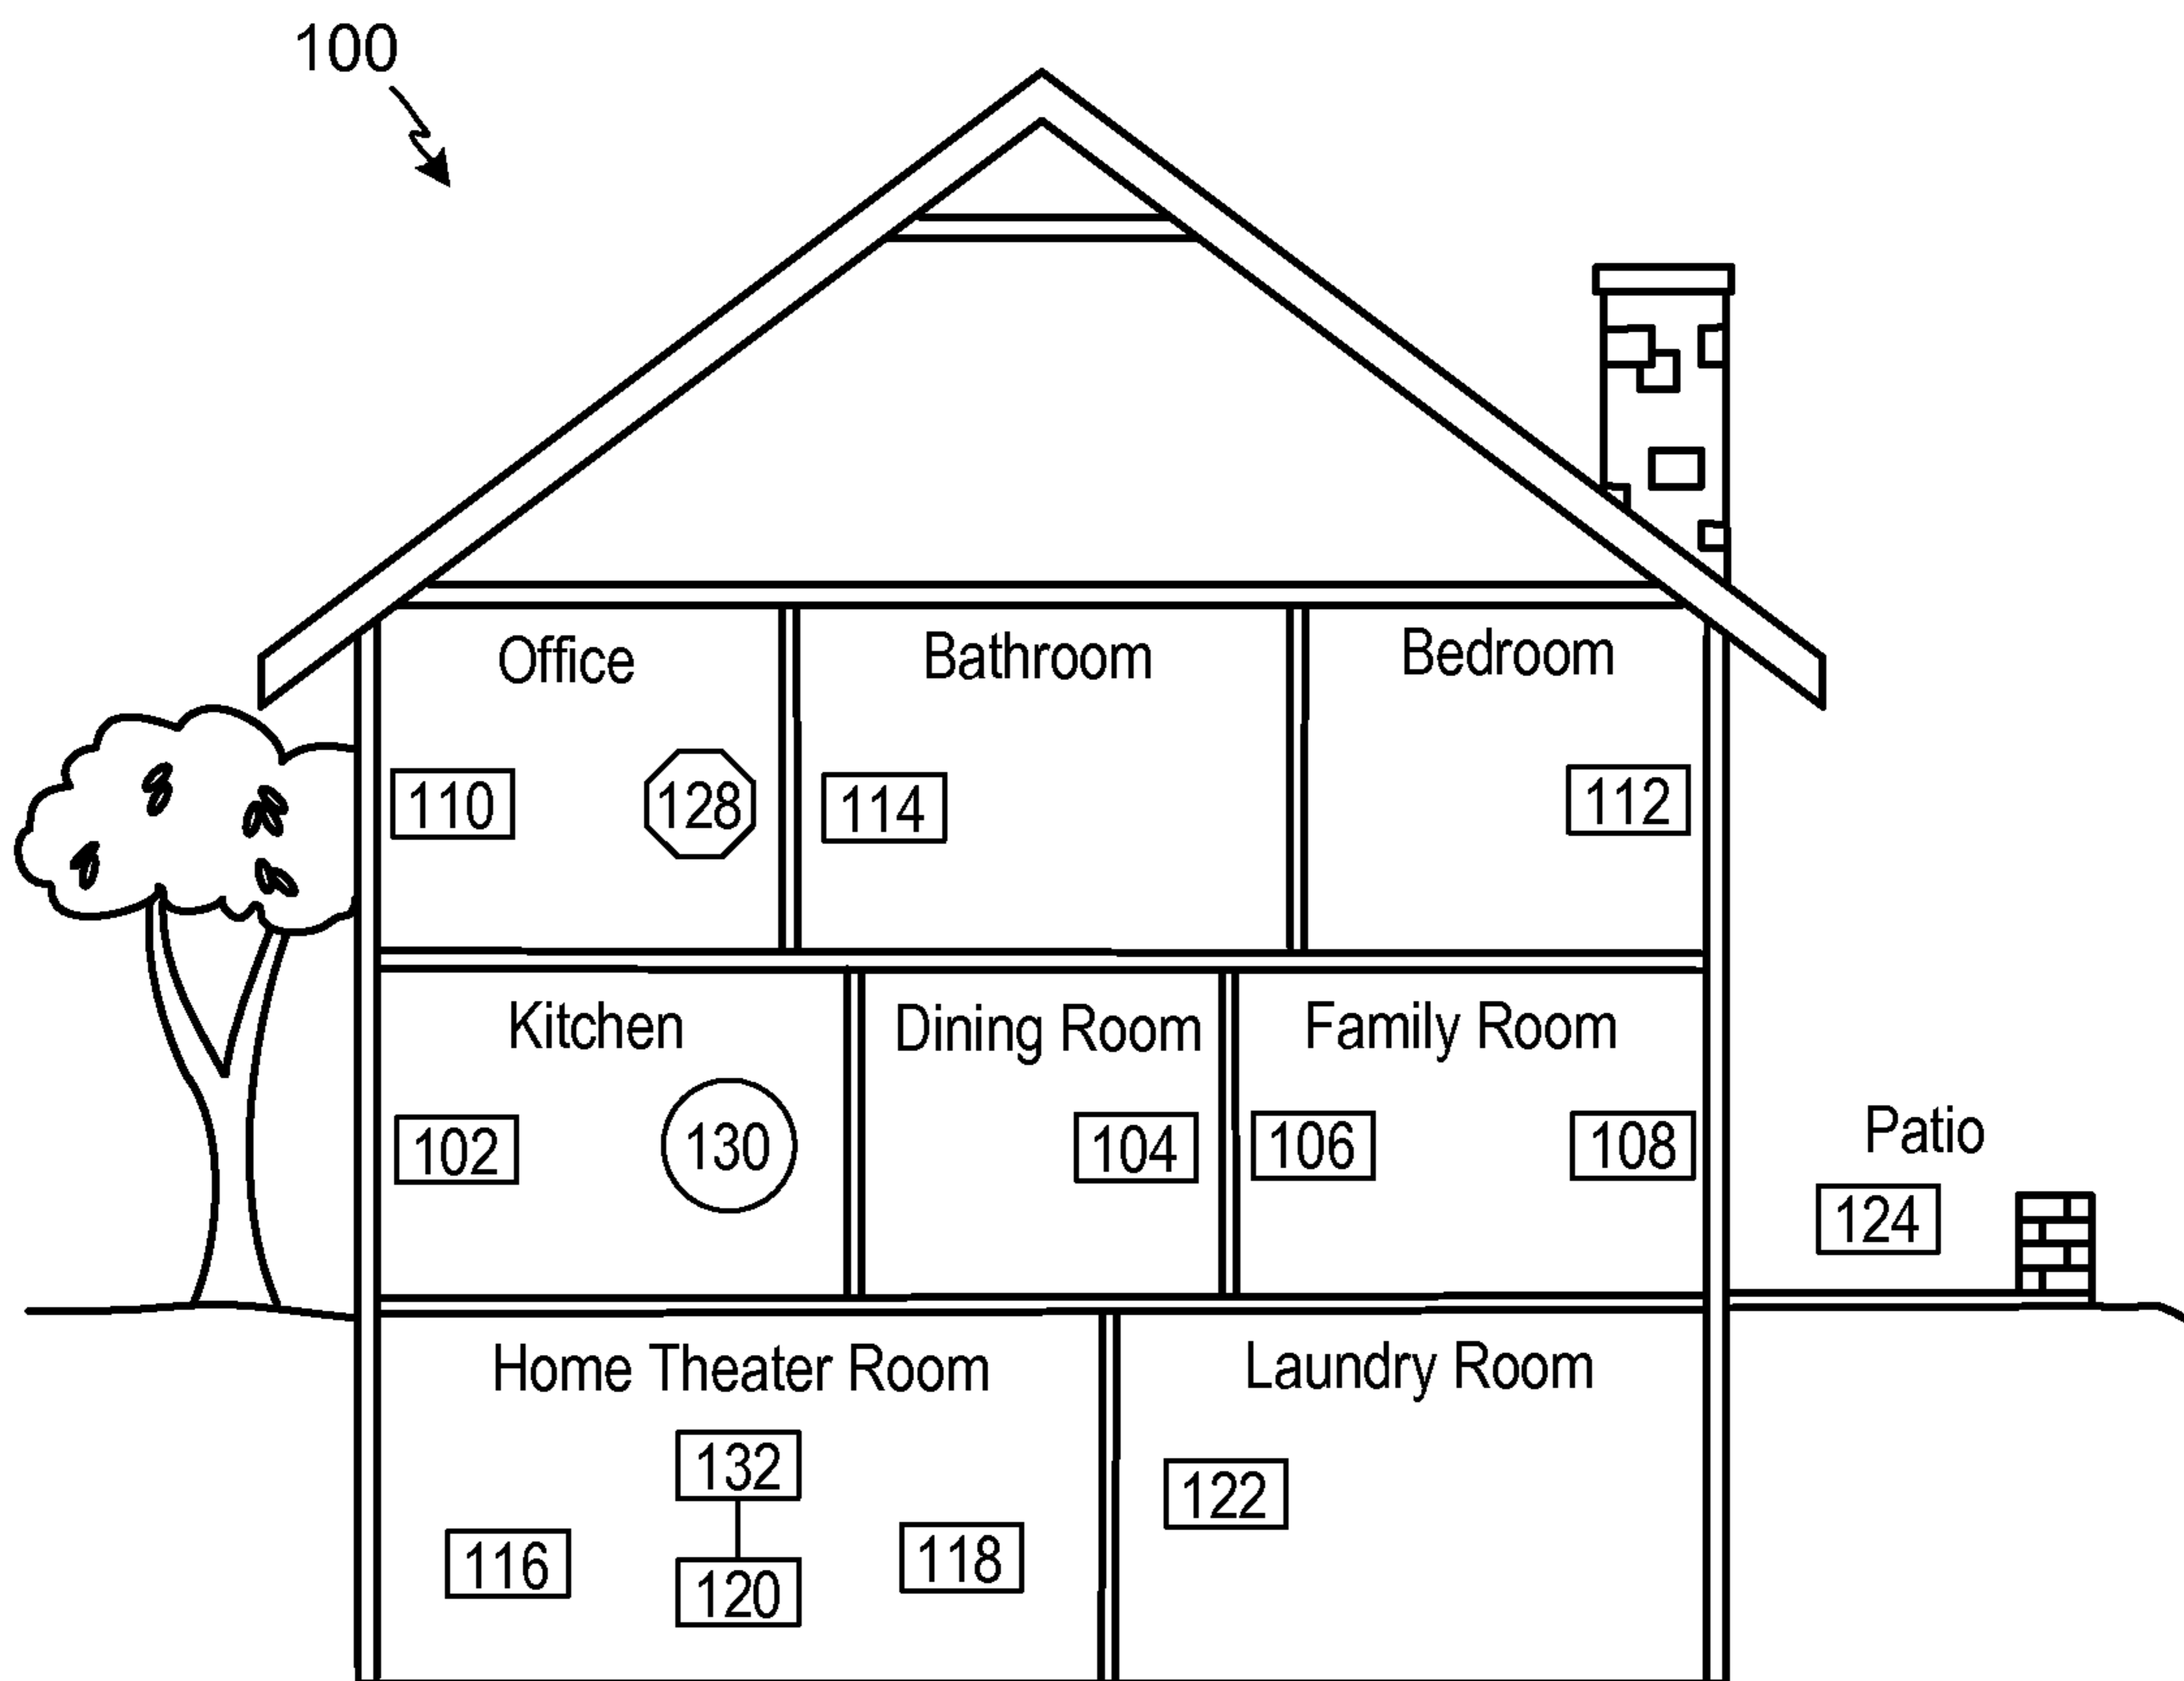 100
Office
Bathroom
Bedroom
110
128
114
112
Kitchen
Dining Room
Family Room
102
130
104
106
108
Patio
124
Home Theater Room
Laundry Room
132
122
116
120
118